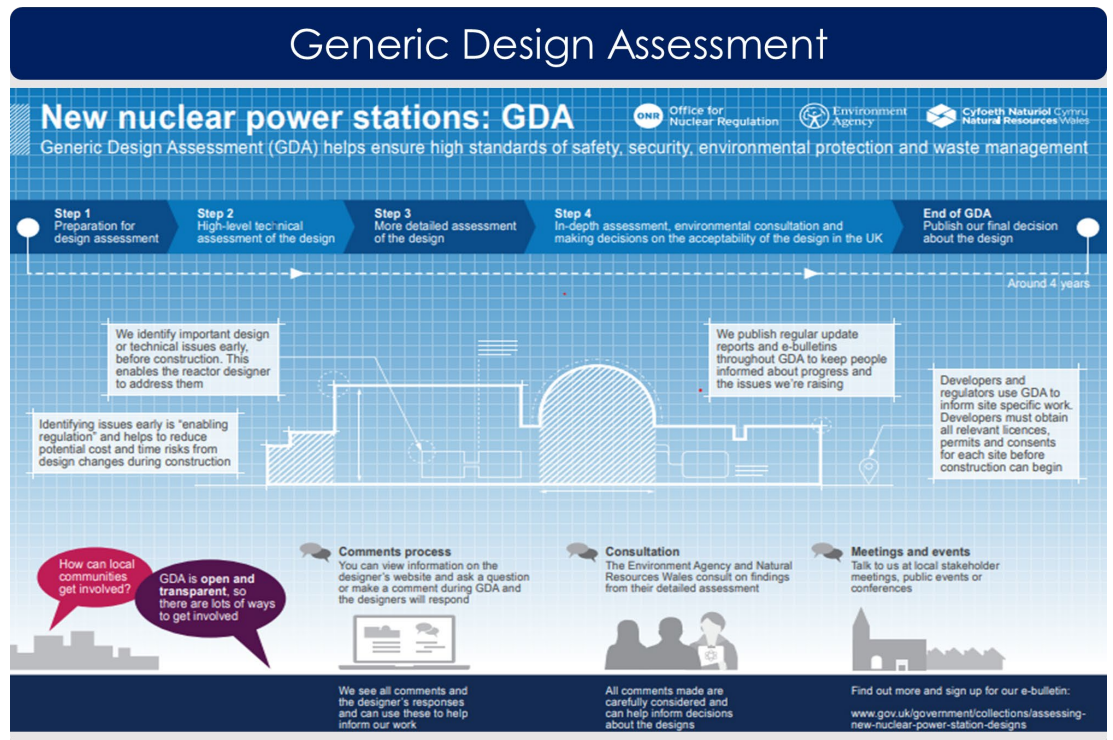 Generic Design Assessment
New nuclear power stations: GDA
ONR
Office for
Nuclear Regulation
Environment
Agency
Cyfoeth Naturiol Cymru
Natural Resources Wales
Generic Design Assessment (GDA) helps ensure high standards of safety, security, environmental protection and waste management
Step 1
Preparation for
design assessment
Step 2
High-level technical
assessment of the design
Step 3
More detailed assessment
of the design
Step 4
In-depth assessment, environmental consultation and
making decisions on the acceptability of the design in the UK
End of GDA
Publish our final decision
about the design
Around 4 years
We identify important design
or technical issues early,
before construction. This
enables the reactor designer
to address them
Identifying issues early is “enabling
regulation” and helps to reduce
potential cost and time risks from
design changes during construction
We publish regular update
reports and e-bulletins
throughout GDA to keep people
informed about progress and
the issues we’re raising
Developers and
regulators use GDA to
inform site specific work.
Developers must obtain
all relevant licences,
permits and consents
for each site before
construction can begin
How can local
communities
get involved?
GDA is open and
transparent, so
there are lots of ways
to get involved
Comments process
You can view information on the
designer’s website and ask a question
or make a comment during GDA and
the designers will respond
We see all comments and
the designer’s responses
and can use these to help
inform our work
Consultation
The Environment Agency and Natural
Resources Wales consult on findings
from their detailed assessment
All comments made are
carefully considered and
can help inform decisions
about the designs
Meetings and events
Talk to us at local stakeholder
meetings, public events or
conferences
Find out more and sign up for our e-bulletin:
www.gov.uk/government/collections/assessing-
new-nuclear-power-station-designs